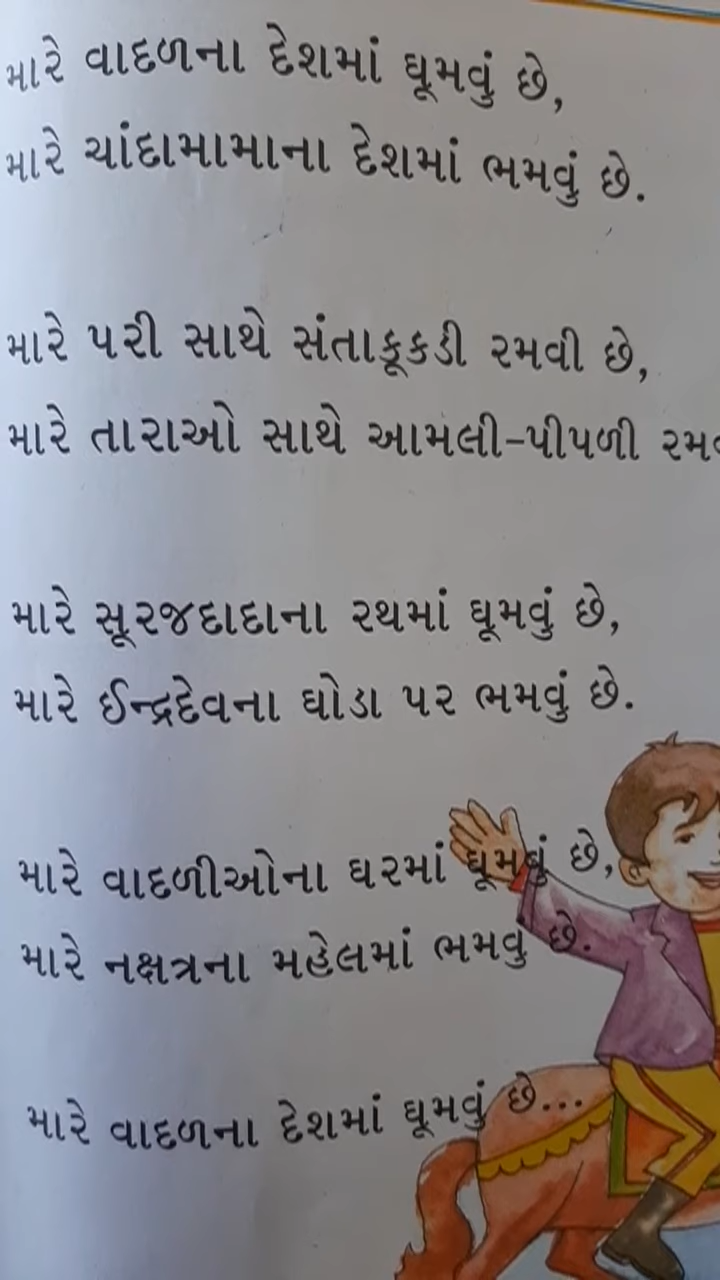 મારે વાદળના દેશમાં ઘૂમવું છે,
મારે ચાંદામામાના દેશમાં ભમવું છે.
મારે પરી સાથે સંતાકૂકડી રમવી છે,
મારે તારાઓ સાથે આમલી-પીપળી
મારે સૂરજદાદાના રથમાં ઘૂમવું છે,
મારે ઈન્દ્રદેવના ઘોડા પર ભમવું છે.
મારે વાદળીઓના ઘરમાં ઘૂમવું છે,
મારે નક્ષત્રના મહેલમાં ભમવું છે.
મારે વાદળના દેશમાં ઘૂમવું છે...